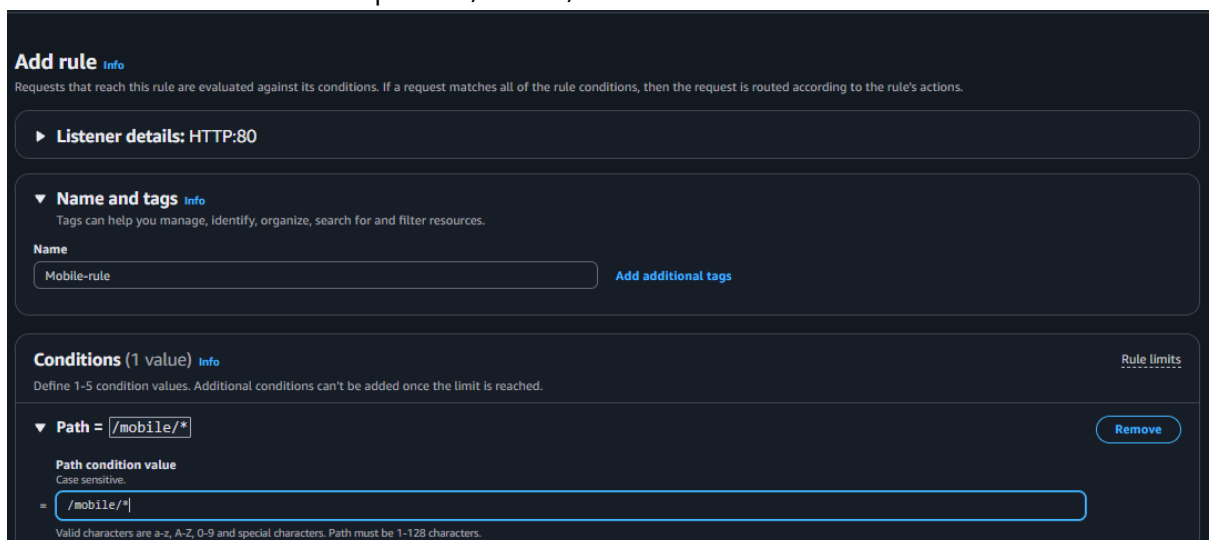 Add rule Info
Requests that reach this rule are evaluated against its conditions. If a request matches all of the rule conditions, then the request is routed according to the rule's actions.
Listener details: HTTP:80
Name and tags Info
Tags can help you manage, identify, organize, search for and filter resources.
Name
Mobile-rule
Add additional tags
Conditions (1 value) Info
Rule limits
Define 1-5 condition values. Additional conditions can't be added once the limit is reached.
Path = /mobile/*
Remove
Path condition value
Case sensitive.
= /mobile/*
Valid characters are a-z, A-Z, 0-9 and special characters. Path must be 1-128 characters.